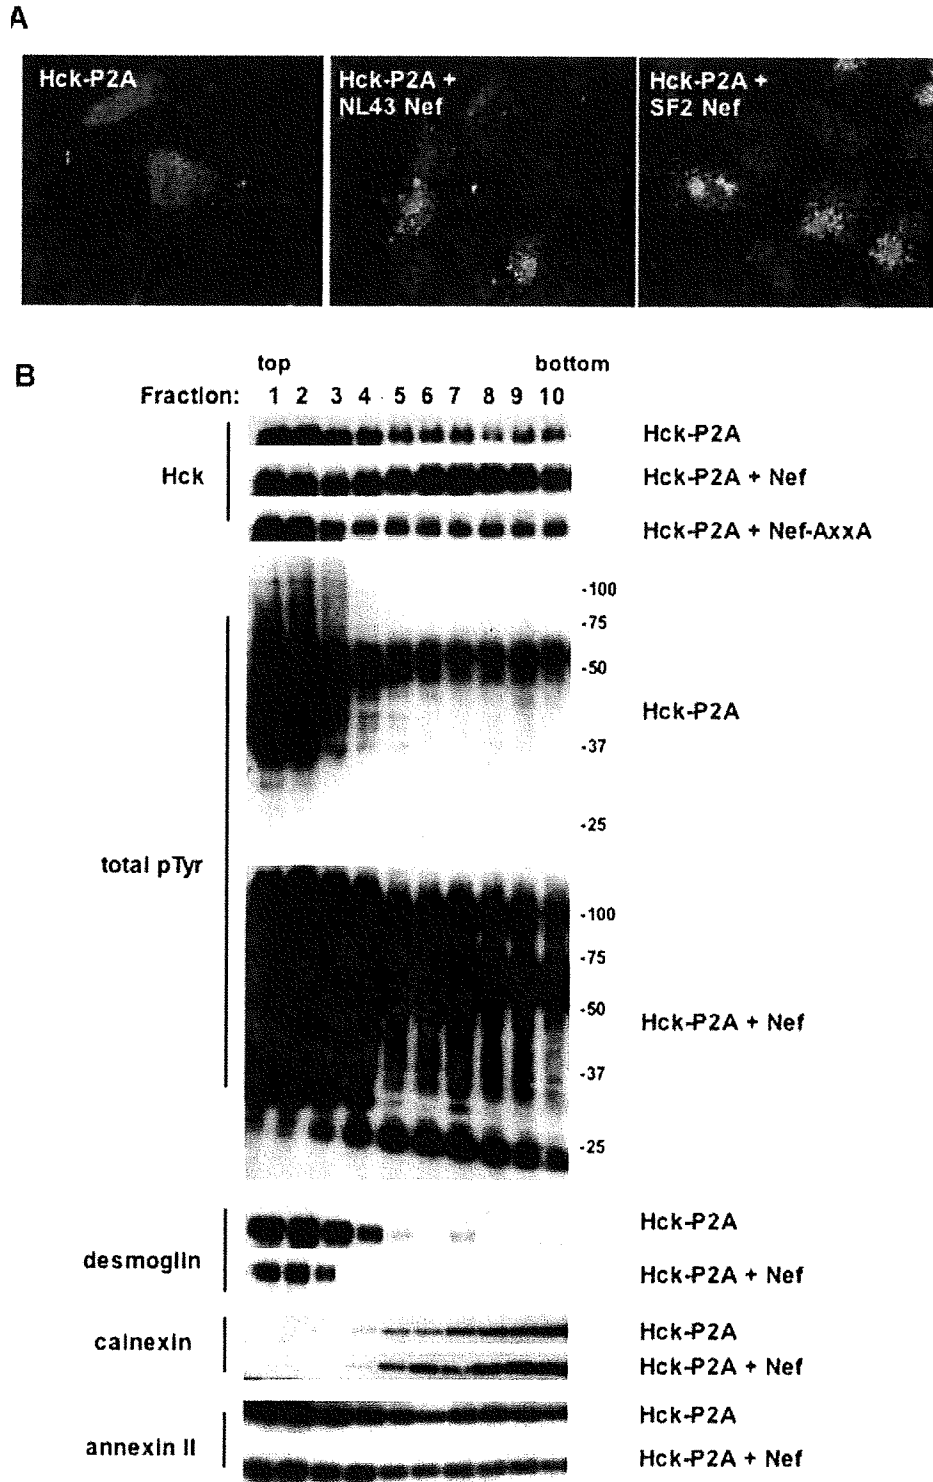 A
Hck-P2A
Hck-P2A +
NL43 Nef
Hck-P2A +
SF2 Nef
B
top bottom
Fraction: 1 2 3 4 5 6 7 8 9 10
Hck
Hck-P2A
Hck-P2A + Nef
Hck-P2A + Nef-AxxA
total pTyr
-100
-75
-50
Hck-P2A
-37
-25
-100
-75
-50
Hck-P2A + Nef
-37
-25
desmoglin
Hck-P2A
Hck-P2A + Nef
calnexin
Hck-P2A
Hck-P2A + Nef
annexin II
Hck-P2A
Hck-P2A + Nef